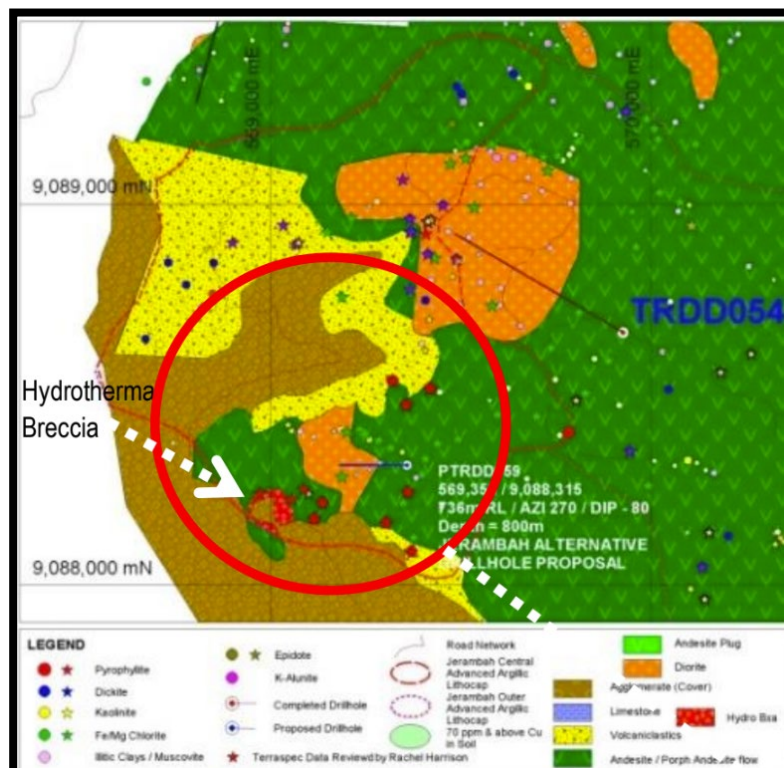 569,000 mE
570,000 mE
9,089,000 mN
TRDD054
Hydrotherma
Breccia
569,35 / 9,088,315
736m RL / AZI 270 / DIP - 80
Depth = 800m
ALTERNATIVE
PROPOSAL
9,088,000 mN
LEGEND
Pyrophyllite
Dickite
Kaolinite
Fe/Mg Chlorite
Illitic Clays / Muscovite
Epidote
K-Alunite
Completed Drillhole
Proposed Drillhole
Terraspec Data Reviewed by Rachel Harrison
Road Network
Jerambah Central
Advanced Argillic
Lithocap
Jerambah Outer
Advanced Argillic
Lithocap
70 ppm & above Cu
in Soil
Andesite Plug
Diorite
(Cover)
Limestone
Hydro Bxa
Volcaniclastics
Andesite / Porph Andesite flow